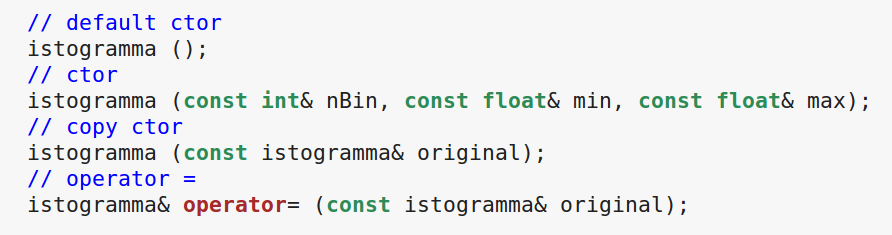 // default ctor
istogramma ();
// ctor
istogramma (const int& nBin, const float& min, const float& max);
// copy ctor
istogramma (const istogramma& original);
// operator =
istogramma& operator= (const istogramma& original);